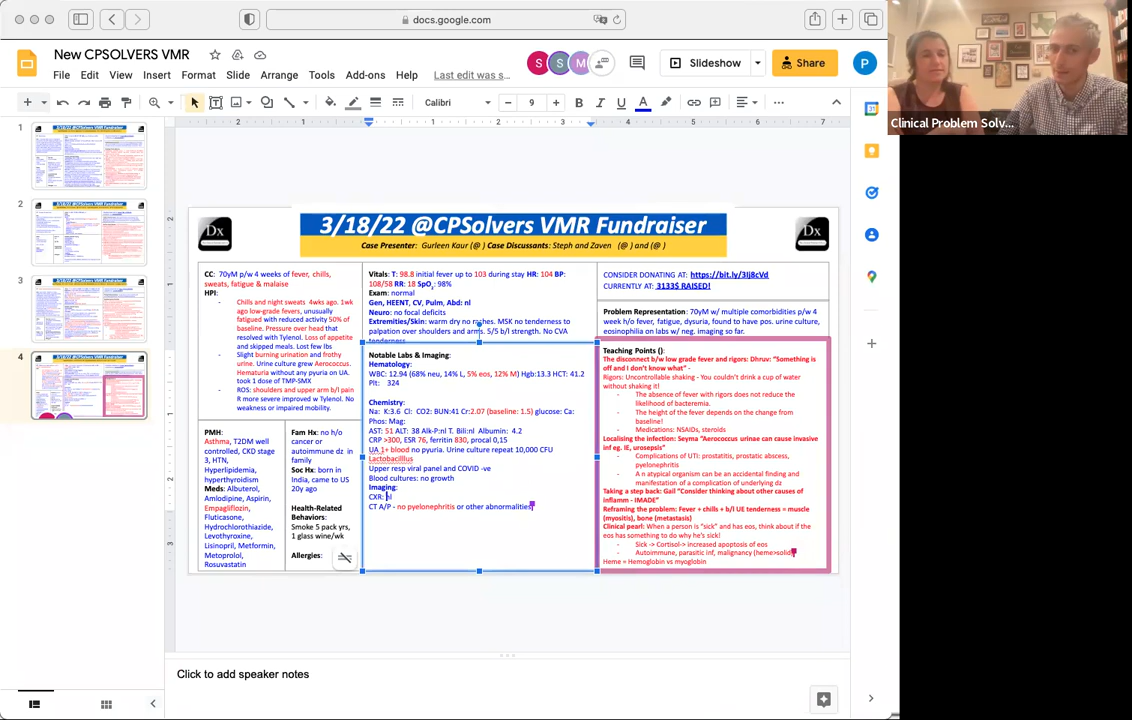 docs.google.com
New CPSOLVERS VMR
File Edit View Insert Format Slide Arrange Tools Add-ons Help Last edit was s...
S S M Slideshow Share P
Calibri 9 B I U A
Clinical Problem Solv...
2 1 1 2 3 4 5 6 7
1
2
3
4
3/18/22 @CPSolvers VMR Fundraiser
Case Presenter: Gurleen Kaur (@ ) Case Discussants: Steph and Zaven (@ ) and (@ )
Dx
Dx
CC: 70yM p/w 4 weeks of fever, chills,
sweats, fatigue & malaise
HPI:
- Chills and night sweats 4wks ago. 1wk
ago low-grade fevers, unusually
fatigued with reduced activity 50% of
baseline. Pressure over head that
resolved with Tylenol. Loss of appetite
and skipped meals. Lost few lbs
- Slight burning urination and frothy
urine. Urine culture grew Aerococcus.
Hematuria without any pyuria on UA.
took 1 dose of TMP-SMX
- ROS: shoulders and upper arm b/l pain
R more severe improved w Tylenol. No
weakness or impaired mobility.
PMH:
Asthma, T2DM well
controlled, CKD stage
3, HTN,
Hyperlipidemia,
hyperthyroidism
Meds: Albuterol,
Amlodipine, Aspirin,
Empagliflozin,
Fluticasone,
Hydrochlorothiazide,
Levothyroxine,
Lisinopril, Metformin,
Metoprolol,
Rosuvastatin
Fam Hx: no h/o
cancer or
autoimmune dz in
family
Soc Hx: born in
India, came to US
20y ago
Health-Related
Behaviors:
Smoke 5 pack yrs,
1 glass wine/wk
Allergies:
Vitals: T: 98.8 initial fever up to 103 during stay HR: 104 BP:
108/58 RR: 18 SpO2: 98%
Exam: normal
Gen, HEENT, CV, Pulm, Abd: nl
Neuro: no focal deficits
Extremities/Skin: warm dry no rashes. MSK no tenderness to
palpation over shoulders and arms. 5/5 b/l strength. No CVA
tenderness
Notable Labs & Imaging:
Hematology:
WBC: 12.94 (68% neu, 14% L, 5% eos, 12% M) Hgb:13.3 HCT: 41.2
Plt: 324
Chemistry:
Na: K:3.6 Cl: CO2: BUN:41 Cr:2.07 (baseline: 1.5) glucose: Ca:
Phos: Mag:
AST: 51 ALT: 38 Alk-P:nl T. Bili:nl Albumin: 4.2
CRP >300, ESR 76, ferritin 830, procal 0,15
UA 1+ blood no pyuria. Urine culture repeat 10,000 CFU
Lactobacilllus
Upper resp viral panel and COVID -ve
Blood cultures: no growth
Imaging:
CXR: nl
CT A/P - no pyelonephritis or other abnormalities
CONSIDER DONATING AT: https://bit.ly/3Ij8cVd
CURRENTLY AT: 3133$ RAISED!
Problem Representation: 70yM w/ multiple comorbidities p/w 4
week h/o fever, fatigue, dysuria, found to have pos. urine culture,
eosinophilia on labs w/ neg. imaging so far.
Teaching Points ():
The disconnect b/w low grade fever and rigors: Dhruv: "Something is
off and I don't know what" -
Rigors: Uncontrollable shaking - You couldn't drink a cup of water
without shaking it!
- The absence of fever with rigors does not reduce the
likelihood of bacteremia.
- The height of the fever depends on the change from
baseline!
- Medications: NSAIDs, steroids
Localising the infection: Seyma "Aerococcus urinae can cause invasive
inf eg. IE, urosepsis"
- Complications of UTI: prostatitis, prostatic abscess,
pyelonephritis
- A n atypical organism can be an accidental finding and
manifestation of a complication of underlying dz
Taking a step back: Gail "Consider thinking about other causes of
inflamm - IMADE"
Reframing the problem: Fever + chills + b/l UE tenderness = muscle
(myositis), bone (metastasis)
Clinical pearl: When a person is "sick" and has eos, think about if the
eos has something to do why he's sick!
- Sick -> Cortisol-> increased apoptosis of eos
- Autoimmune, parasitic inf, malignancy (heme>solid)
Heme = Hemoglobin vs myoglobin
Click to add speaker notes